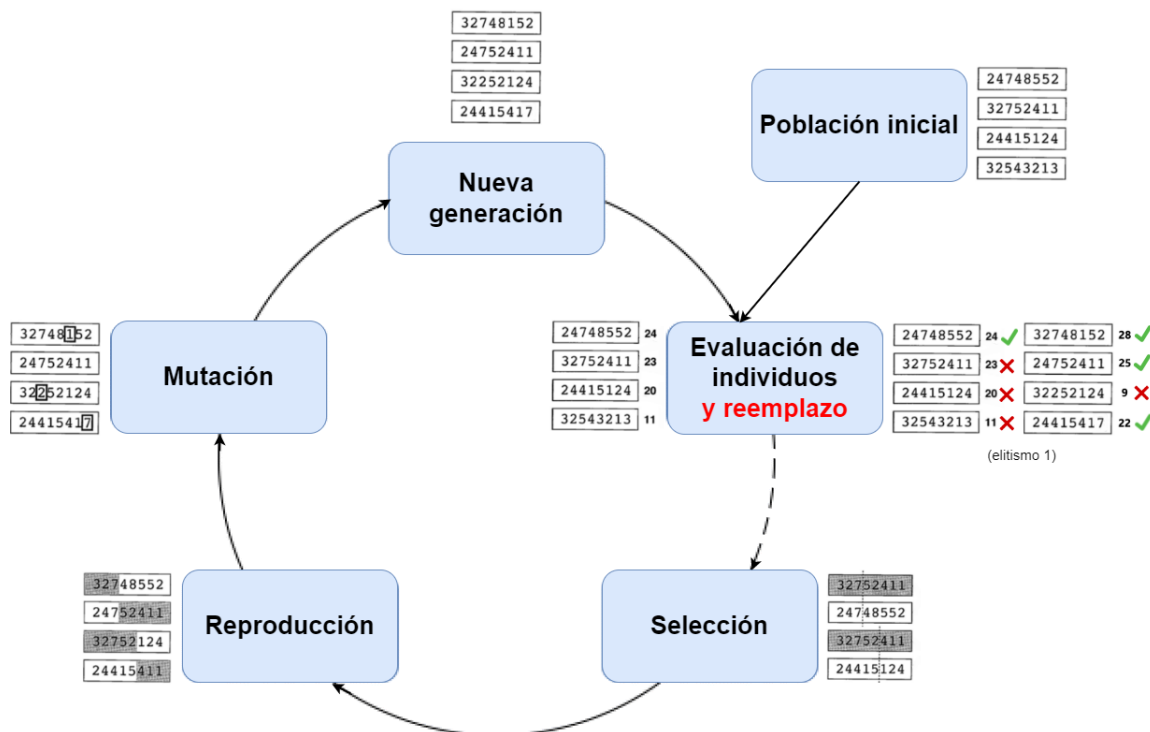 32748152
24752411
32252124
24415417
Nueva
generación
Población inicial
24748552
32752411
24415124
32543213
32748152
24752411
32252124
24415417
Mutación
24748552 24
32752411 23
24415124 20
32543213 11
Evaluación de
individuos
y reemplazo
24748552 24 32748152 28
32752411 23 24752411 25
24415124 20 32252124 9
32543213 11 24415417 22
(elitismo 1)
32748552
24752411
32752124
24415411
Reproducción
Selección
32752411
24748552
32752411
24415124